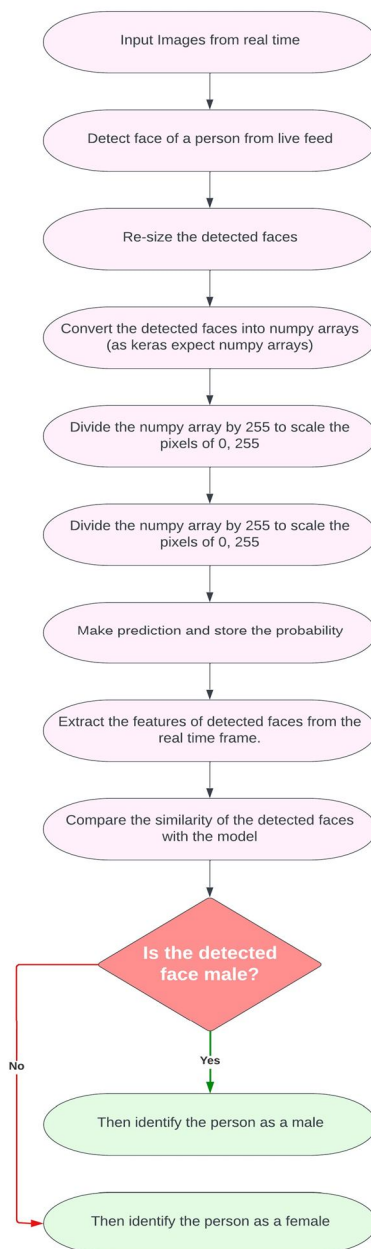 Input Images from real time
Detect face of a person from live feed
Re-size the detected faces
Convert the detected faces into numpy arrays
(as keras expect numpy arrays)
Divide the numpy array by 255 to scale the
pixels of 0, 255
Divide the numpy array by 255 to scale the
pixels of 0, 255
Make prediction and store the probability
Extract the features of detected faces from the
real time frame.
Compare the similarity of the detected faces
with the model
Is the detected
face male?
Yes
No
Then identify the person as a male
Then identify the person as a female